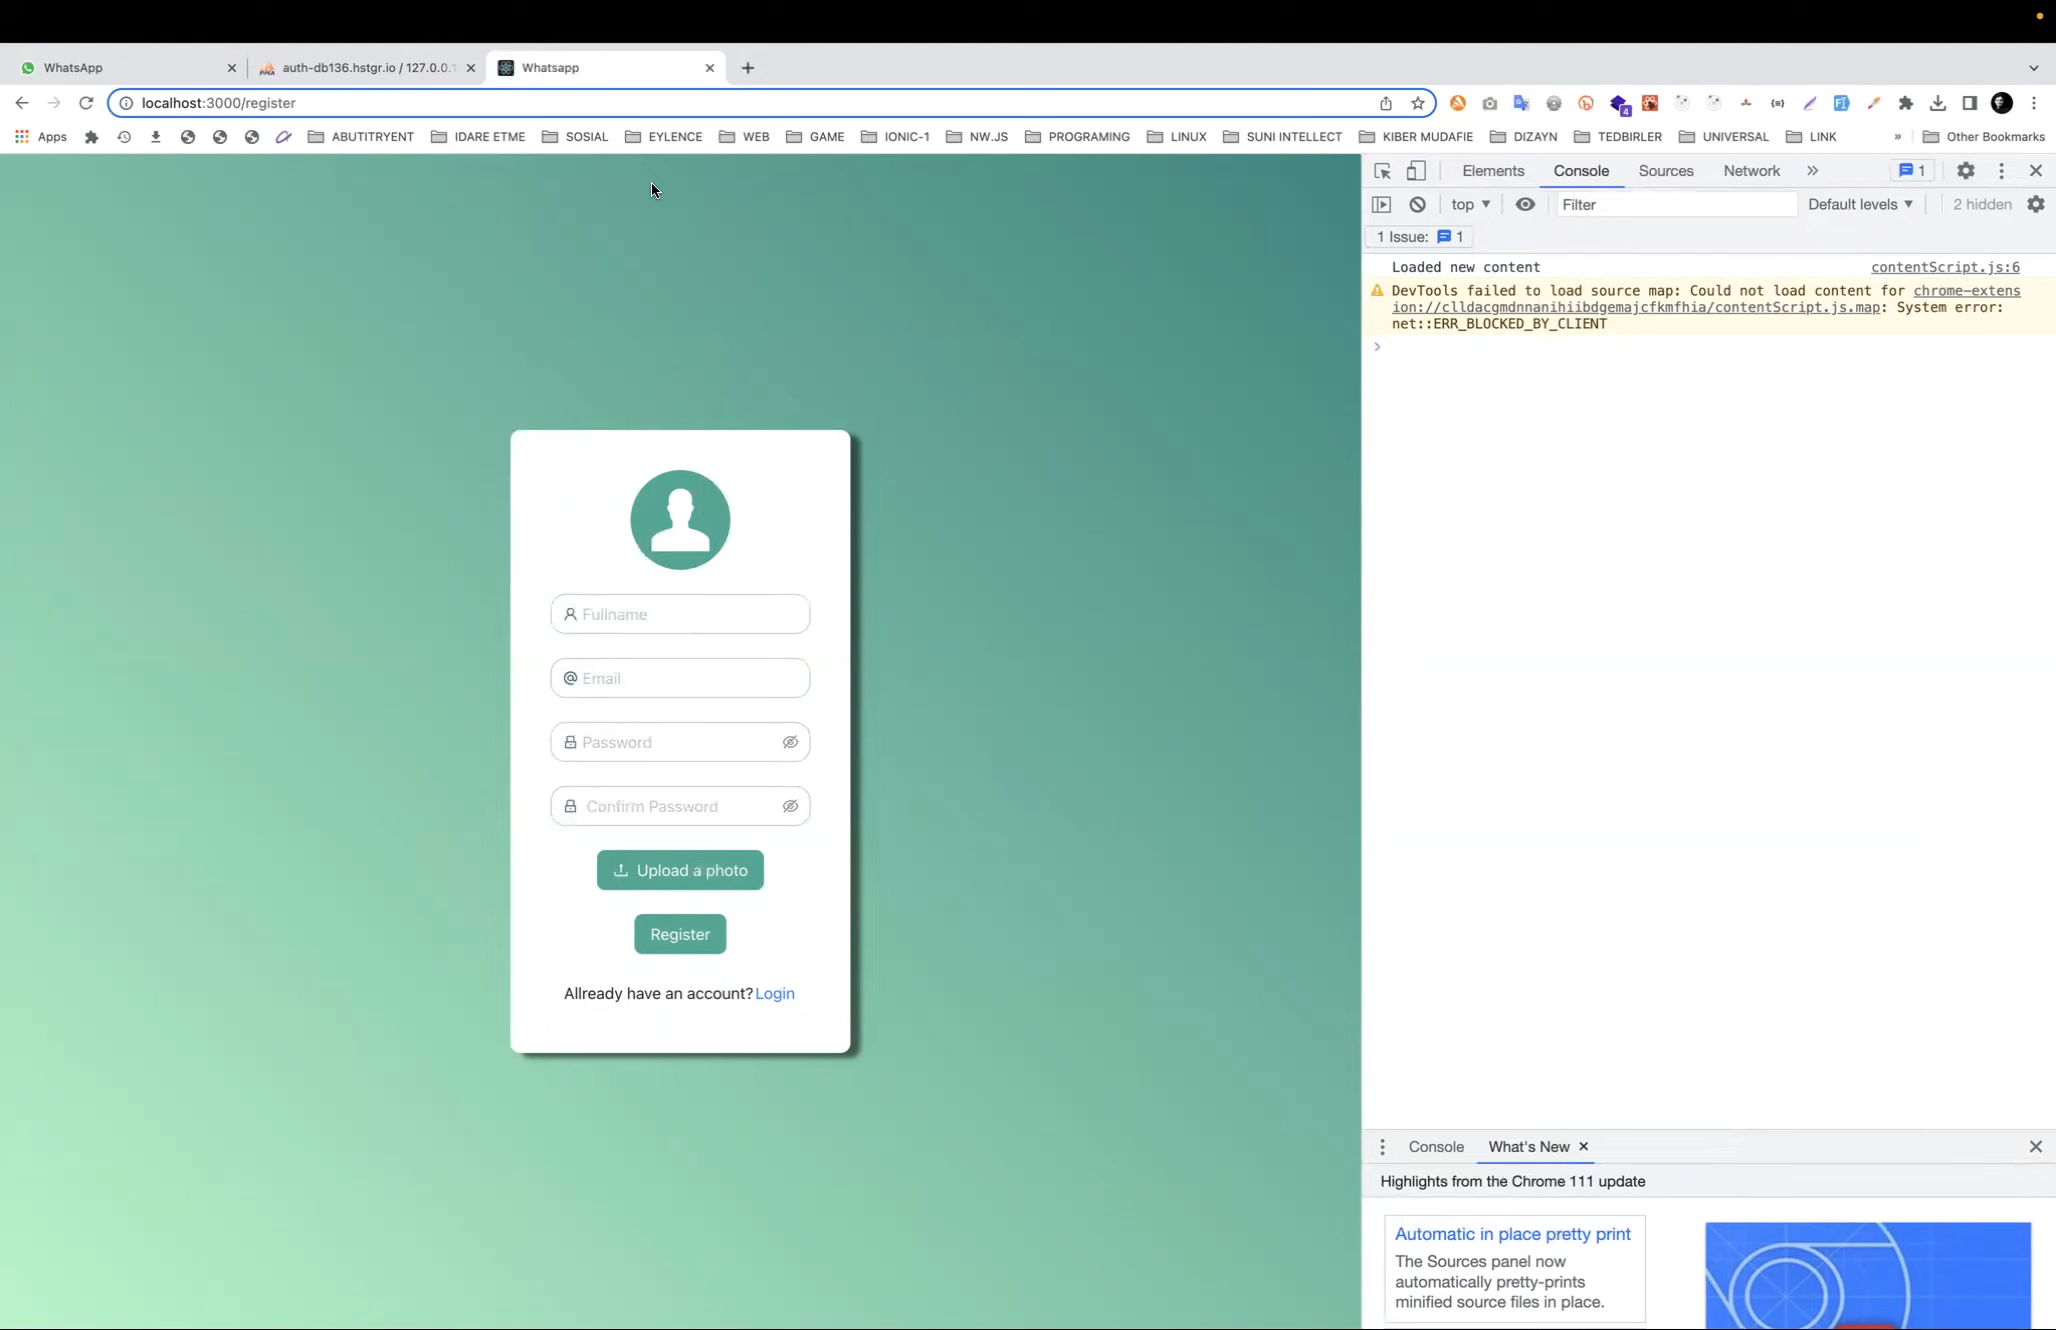 WhatsApp
auth-db136.hstgr.io / 127.0.0.1
Whatsapp
localhost:3000/register
4
Apps
ABUTITRYENT
IDARE ETME
SOSIAL
EYLENCE
WEB
GAME
IONIC-1
NW.JS
PROGRAMING
LINUX
SUNI INTELLECT
KIBER MUDAFIE
DIZAYN
TEDBIRLER
UNIVERSAL
LINK
»
Other Bookmarks
Fullname
Email
Password
Confirm Password
Upload a photo
Register
Allready have an account? Login
Elements
Console
Sources
Network
»
1
top
Filter
Default levels
2 hidden
1 Issue: 1
Loaded new content contentScript.js:6
DevTools failed to load source map: Could not load content for chrome-extens
ion://clldacgmdnnanihiibdgemajcfkmfhia/contentScript.js.map: System error:
net::ERR_BLOCKED_BY_CLIENT
Console
What's New
Highlights from the Chrome 111 update
Automatic in place pretty print
The Sources panel now
automatically pretty-prints
minified source files in place.